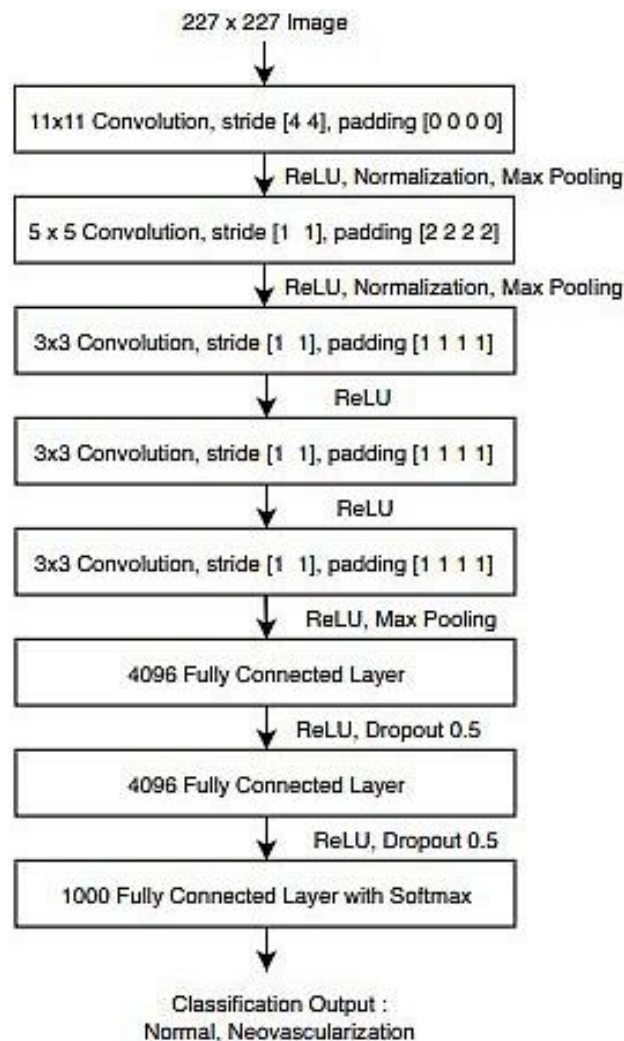 227 x 227 Image
11x11 Convolution, stride [4 4], padding [0 0 0 0]
ReLU, Normalization, Max Pooling
5 x 5 Convolution, stride [1 1], padding [2 2 2 2]
ReLU, Normalization, Max Pooling
3x3 Convolution, stride [1 1], padding [1 1 1 1]
ReLU
3x3 Convolution, stride [1 1], padding [1 1 1 1]
ReLU
3x3 Convolution, stride [1 1], padding [1 1 1 1]
ReLU, Max Pooling
4096 Fully Connected Layer
ReLU, Dropout 0.5
4096 Fully Connected Layer
ReLU, Dropout 0.5
1000 Fully Connected Layer with Softmax
Classification Output :
Normal, Neovascularization